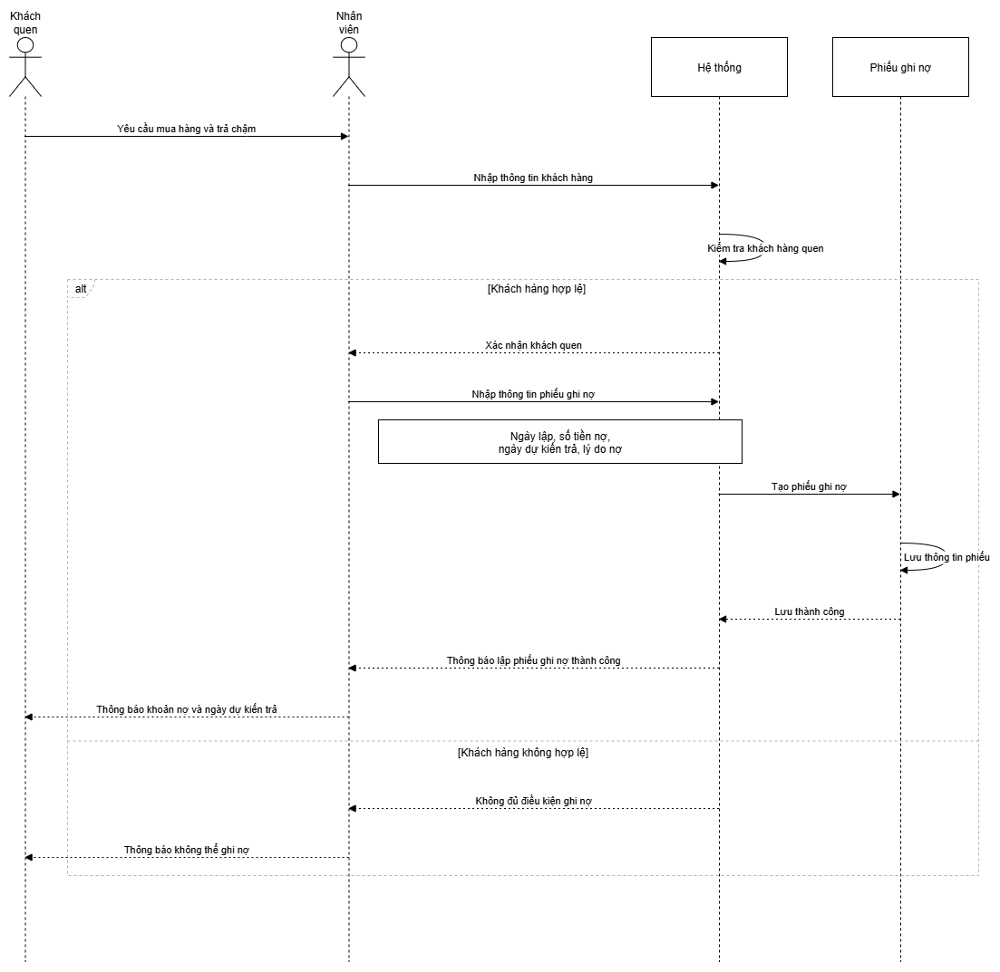 Khách
quen
Nhân
viên
Hệ thống
Phiếu ghi nợ
Yêu cầu mua hàng và trả chậm
Nhập thông tin khách hàng
Kiểm tra khách hàng quen
alt
[Khách hàng hợp lệ]
Xác nhận khách quen
Nhập thông tin phiếu ghi nợ
Ngày lập, số tiền nợ,
ngày dự kiến trả, lý do nợ
Tạo phiếu ghi nợ
Lưu thông tin phiếu
Lưu thành công
Thông báo lập phiếu ghi nợ thành công
Thông báo khoản nợ và ngày dự kiến trả
[Khách hàng không hợp lệ]
Không đủ điều kiện ghi nợ
Thông báo không thể ghi nợ